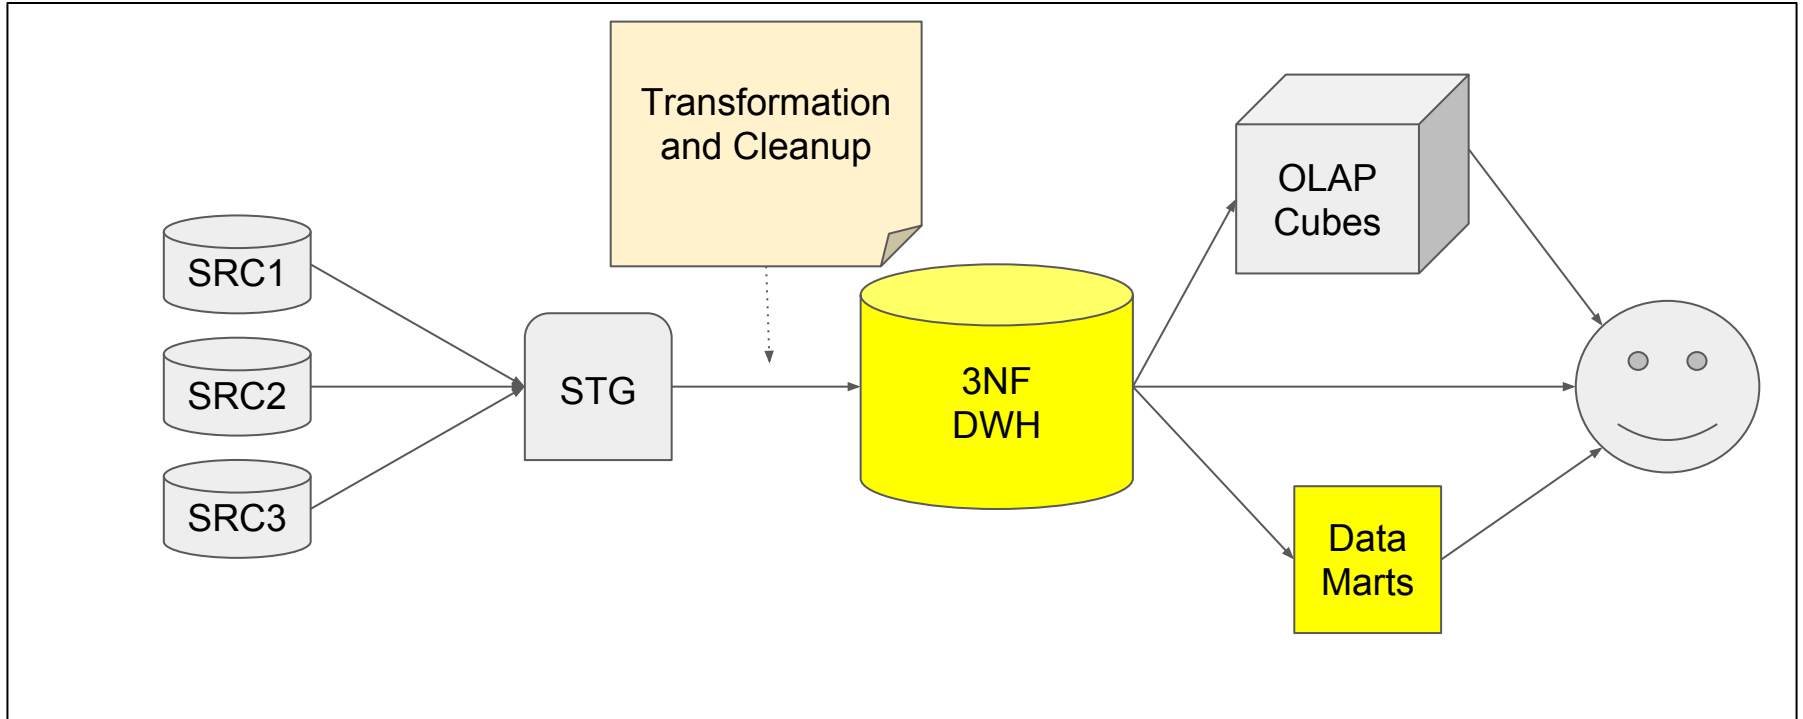 Transformation
and Cleanup
OLAP
Cubes
SRC1
SRC2
SRC3
STG
3NF
DWH
Data
Marts